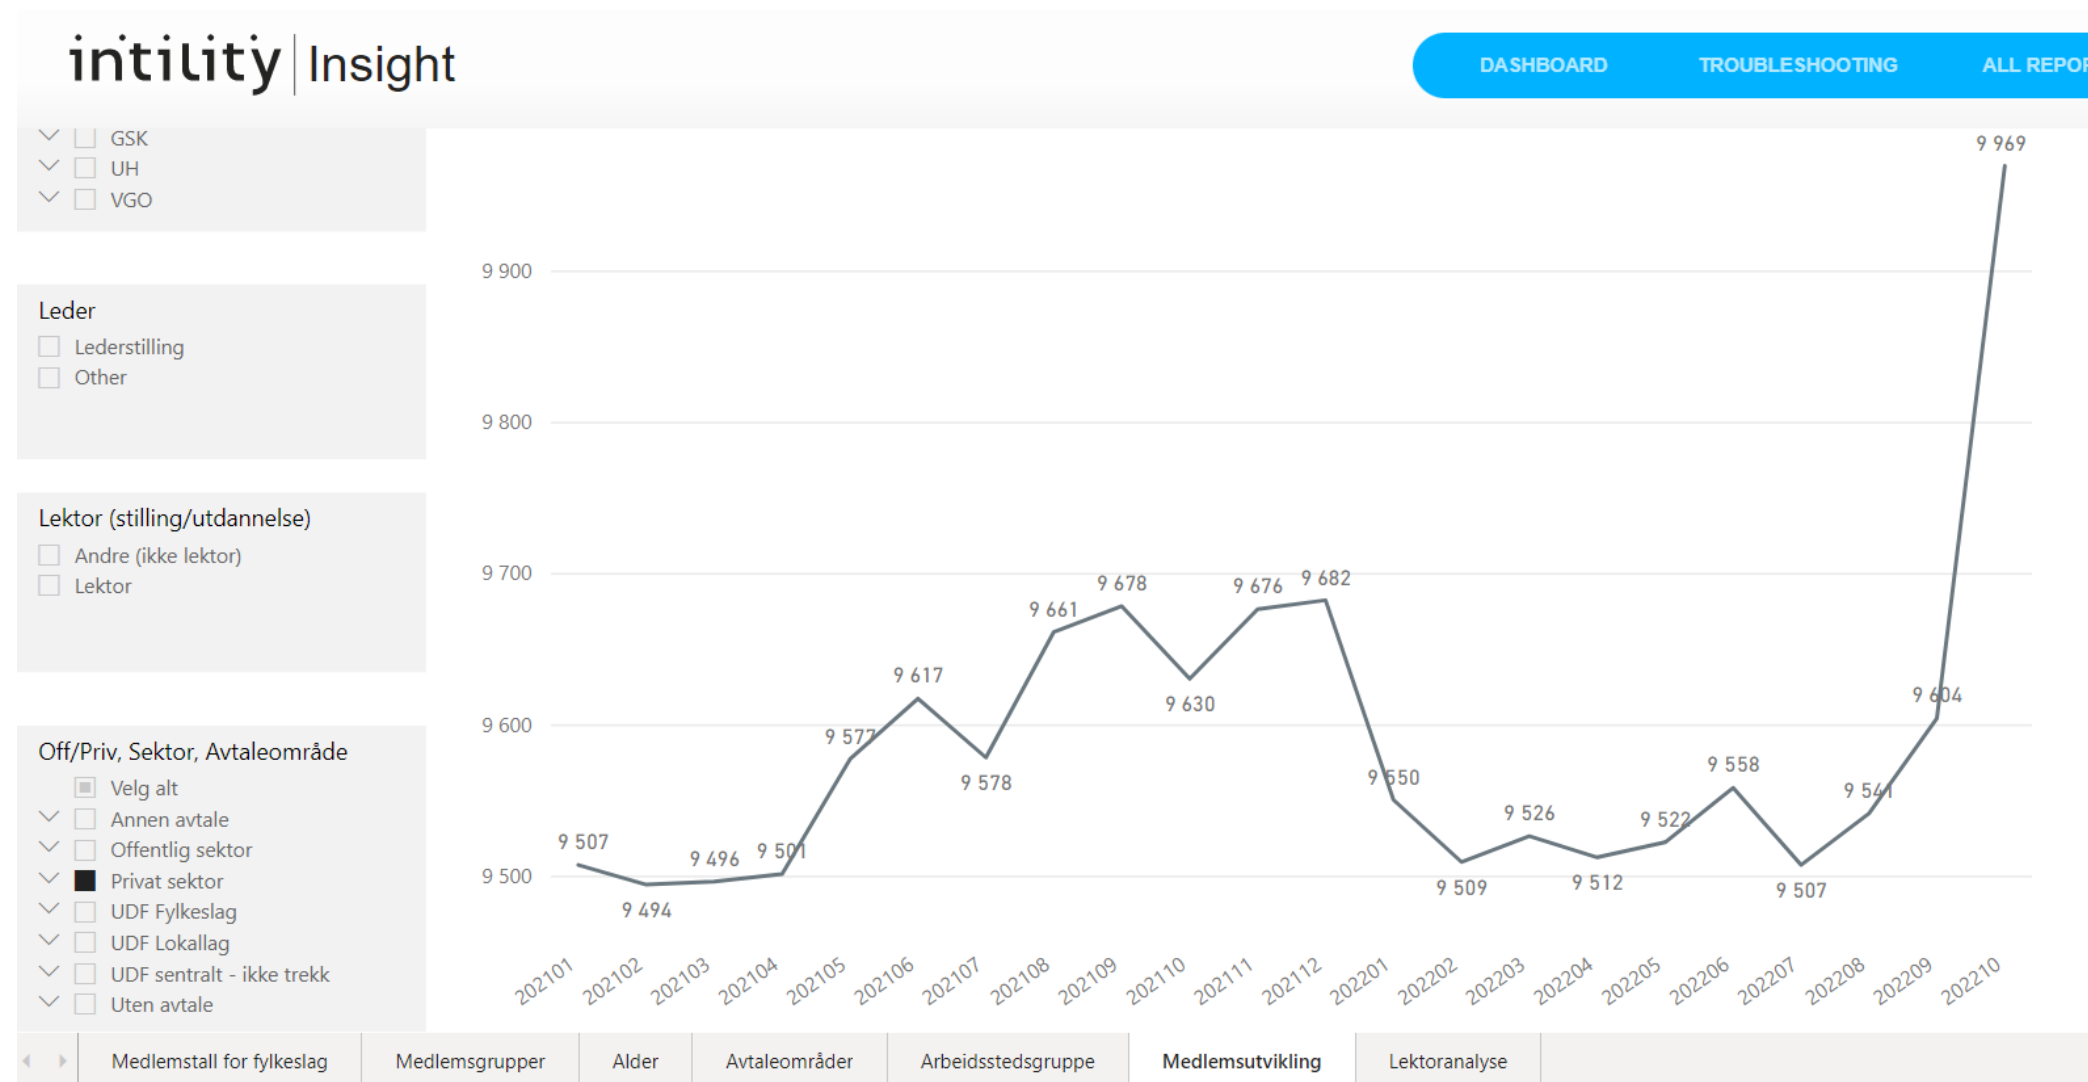 intility | Insight
DASHBOARD
TROUBLESHOOTING
ALL REPOR
GSK
UH
VGO
Leder
Lederstilling
Other
Lektor (stilling/utdannelse)
Andre (ikke lektor)
Lektor
Off/Priv, Sektor, Avtaleområde
Velg alt
Annen avtale
Offentlig sektor
Privat sektor
UDF Fylkeslag
UDF Lokallag
UDF sentralt - ikke trekk
Uten avtale
9 900
9 800
9 700
9 600
9 500
9 507
9 494
9 496
9 501
9 577
9 617
9 578
9 661
9 678
9 630
9 676
9 682
9 550
9 509
9 526
9 512
9 522
9 558
9 507
9 541
9 604
9 969
202101
202102
202103
202104
202105
202106
202107
202108
202109
202110
202111
202112
202201
202202
202203
202204
202205
202206
202207
202208
202209
202210
Medlemstall for fylkeslag
Medlemsgrupper
Alder
Avtaleområder
Arbeidsstedsgruppe
Medlemsutvikling
Lektoranalyse